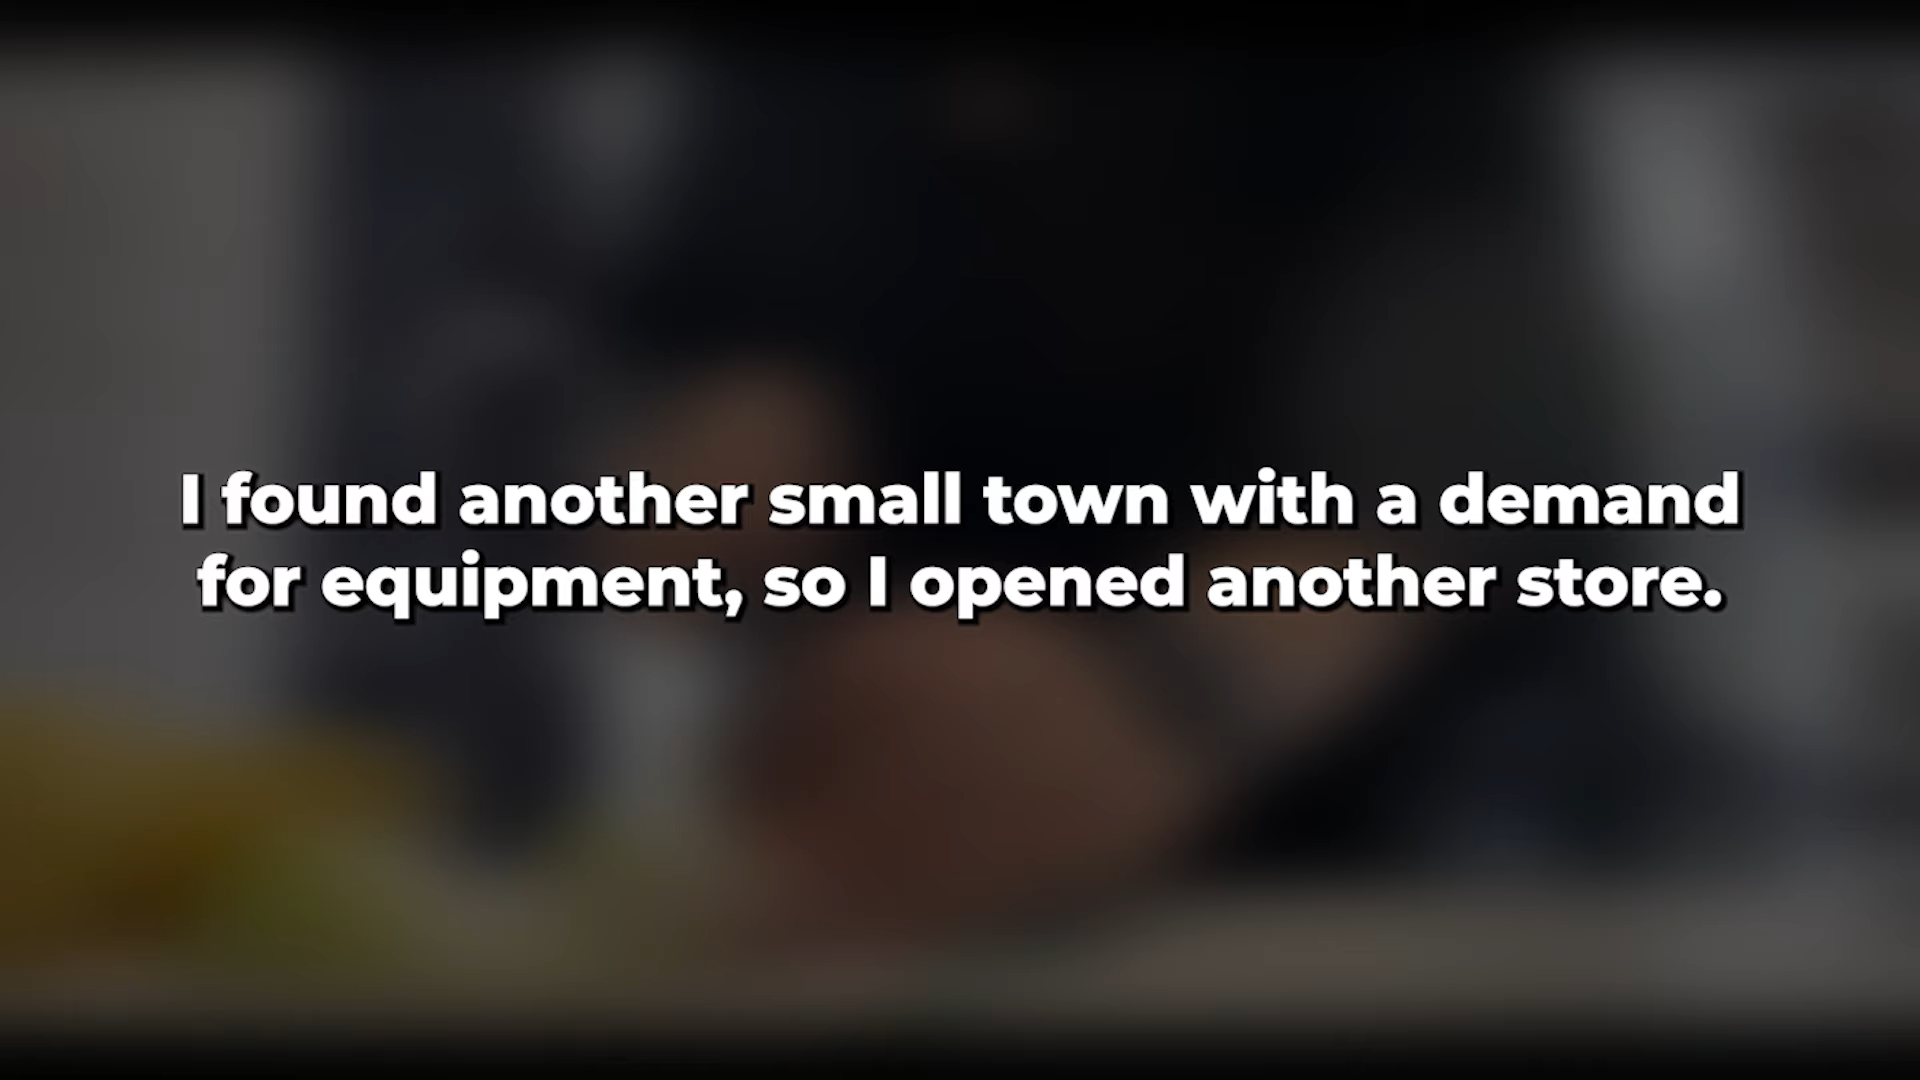 I found another small town with a demand
for equipment, so I opened another store.